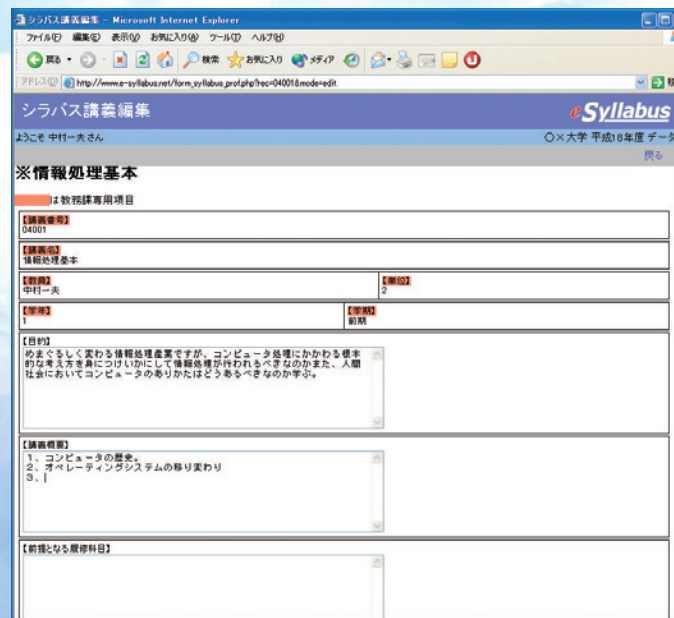 シラバス講義編集 - Microsoft Internet Explorer
ファイル(F) 編集(E) 表示(V) お気に入り(A) ツール(T) ヘルプ(H)
戻る 検索 お気に入り メディア
アドレス(D) http://www.e-syllabus.net/form_syllabus_prof.php?rec=04001&mode=edit
シラバス講義編集 eSyllabus
ようこそ 中村一夫さん ○×大学 平成18年度 データ
戻る
※情報処理基本
は教務課専用項目
【講義番号】
04001
【講義名】
情報処理基本
【教員】 【単位】
中村一夫 2
【学年】 【学期】
1 前期
【目的】
めまぐるしく変わる情報処理産業ですが、コンピュータ処理にかかわる根本
的な考え方を身につけいかにして情報処理が行われるべきなのかまた、人間
社会においてコンピュータのありかたはどうあるべきなのか学ぶ。
【講義概要】
1、コンピュータの歴史。
2、オペレーティングシステムの移り変わり
3、
【前提となる履修科目】